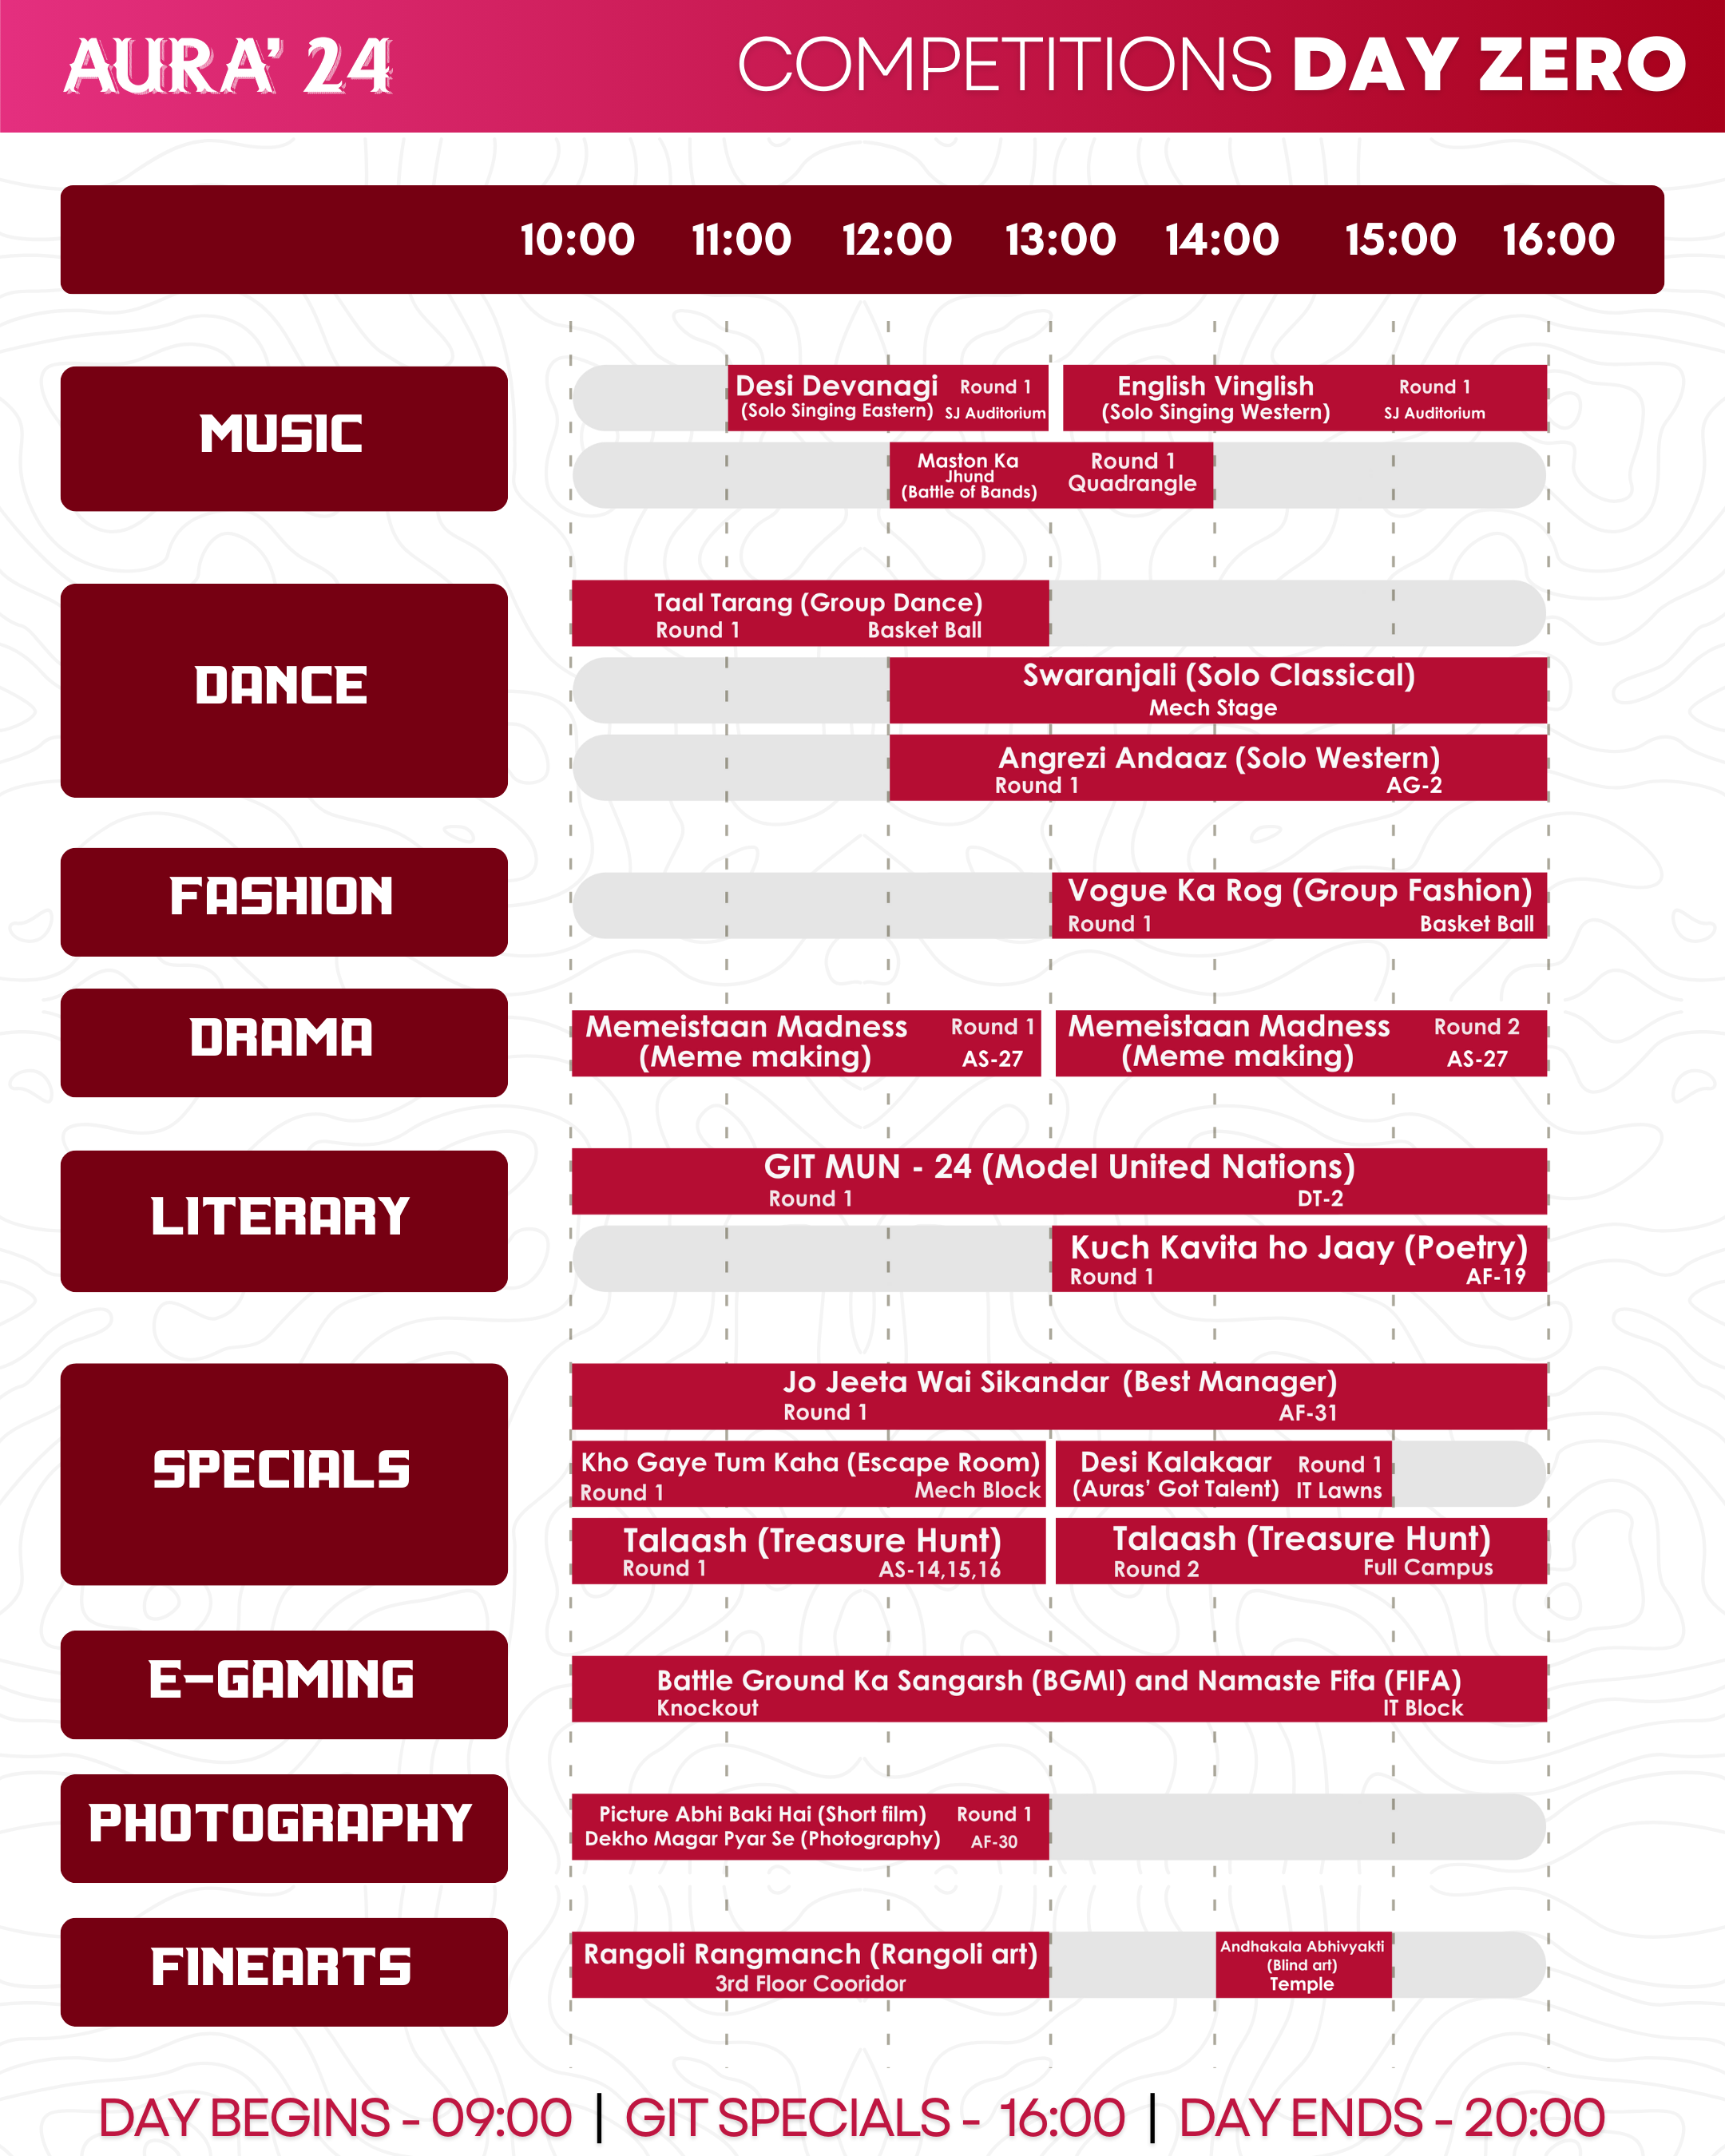 AURA' 24
COMPETITIONS DAY ZERO
10:00 11:00 12:00 13:00 14:00 15:00 16:00
MUSIC
Desi Devanagi Round 1
(Solo Singing Eastern) SJ Auditorium
English Vinglish Round 1
(Solo Singing Western) SJ Auditorium
Maston Ka
Jhund
(Battle of Bands)
Round 1
Quadrangle
DANCE
Taal Tarang (Group Dance)
Round 1 Basket Ball
Swaranjali (Solo Classical)
Mech Stage
Angrezi Andaaz (Solo Western)
Round 1 AG-2
FASHION
Vogue Ka Rog (Group Fashion)
Round 1 Basket Ball
DRAMA
Memeistaan Madness Round 1
(Meme making) AS-27
Memeistaan Madness Round 2
(Meme making) AS-27
LITERARY
GIT MUN - 24 (Model United Nations)
Round 1 DT-2
Kuch Kavita ho Jaay (Poetry)
Round 1 AF-19
SPECIALS
Jo Jeeta Wai Sikandar (Best Manager)
Round 1 AF-31
Kho Gaye Tum Kaha (Escape Room)
Round 1 Mech Block
Desi Kalakaar Round 1
(Auras' Got Talent) IT Lawns
Talaash (Treasure Hunt)
Round 1 AS-14,15,16
Talaash (Treasure Hunt)
Round 2 Full Campus
E-GAMING
Battle Ground Ka Sangarsh (BGMI) and Namaste Fifa (FIFA)
Knockout IT Block
PHOTOGRAPHY
Picture Abhi Baki Hai (Short film) Round 1
Dekho Magar Pyar Se (Photography) AF-30
FINEARTS
Rangoli Rangmanch (Rangoli art)
3rd Floor Cooridor
Andhakala Abhivyakti
(Blind art)
Temple
DAY BEGINS - 09:00 | GIT SPECIALS - 16:00 | DAY ENDS - 20:00